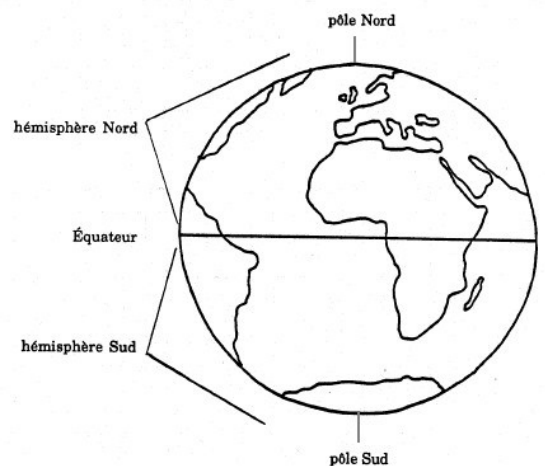 pôle Nord
hémisphère Nord
Équateur
hémisphère Sud
pôle Sud